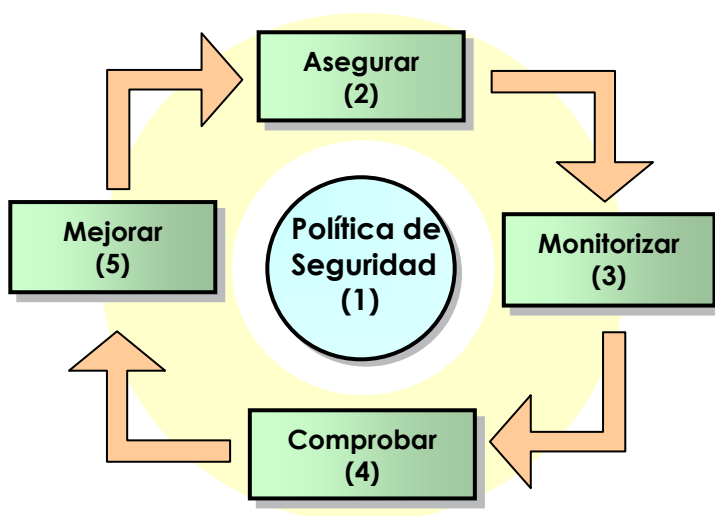 Asegurar
(2)
Mejorar
(5)
Política de
Seguridad
(1)
Monitorizar
(3)
Comprobar
(4)